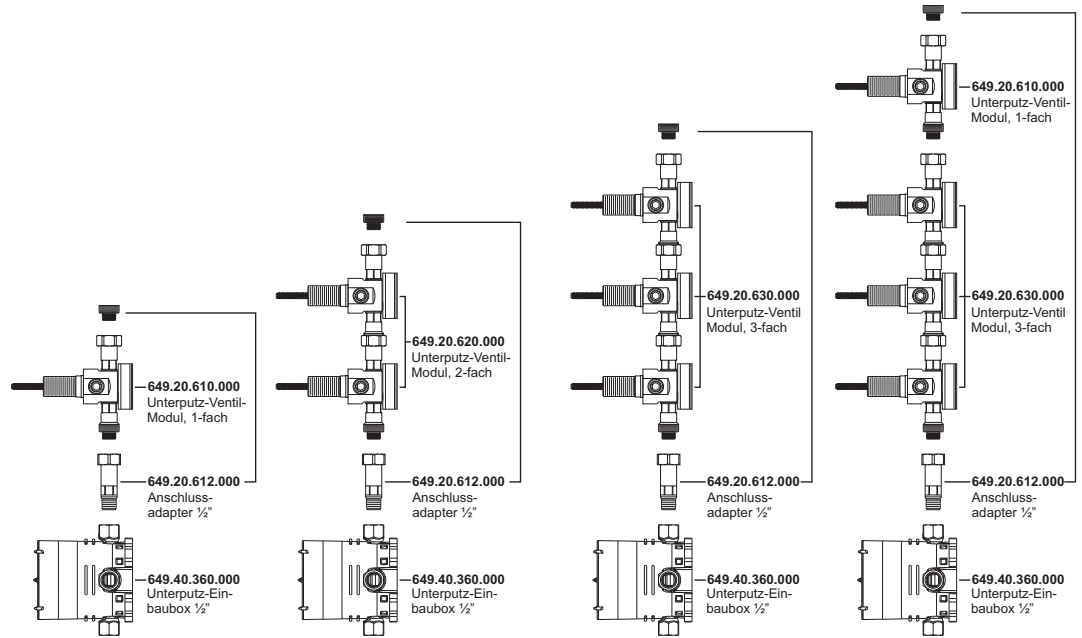 649.20.610.000
Unterputz-Ventil-
Modul, 1-fach
649.20.612.000
Anschluss-
adapter ½"
649.40.360.000
Unterputz-Ein-
baubox ½"
649.20.620.000
Unterputz-Ventil-
Modul, 2-fach
649.20.612.000
Anschluss-
adapter ½"
649.40.360.000
Unterputz-Ein-
baubox ½"
649.20.630.000
Unterputz-Ventil
Modul, 3-fach
649.20.612.000
Anschluss-
adapter ½"
649.40.360.000
Unterputz-Ein-
baubox ½"
649.20.610.000
Unterputz-Ventil-
Modul, 1-fach
649.20.630.000
Unterputz-Ventil
Modul, 3-fach
649.20.612.000
Anschluss-
adapter ½"
649.40.360.000
Unterputz-Ein-
baubox ½"